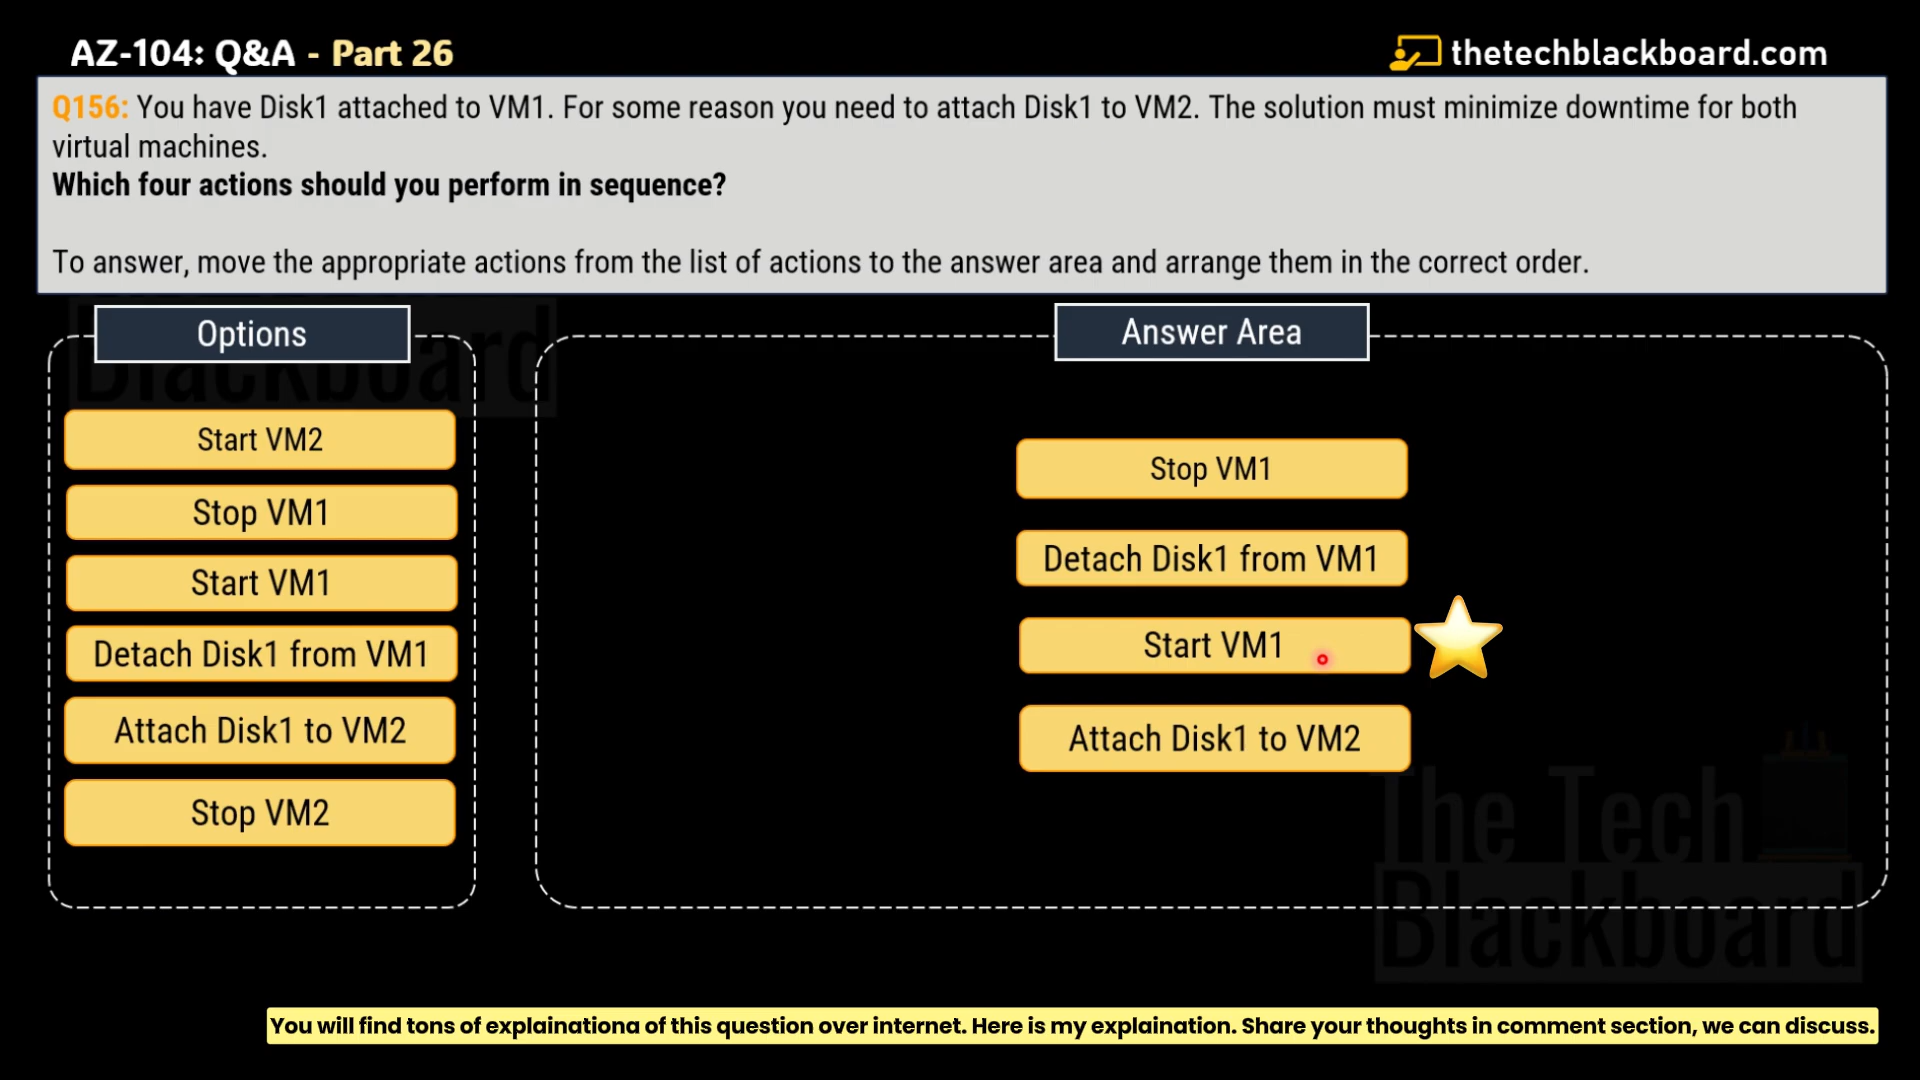 AZ-104: Q&A - Part 26
thetechblackboard.com
Q156: You have Disk1 attached to VM1. For some reason you need to attach Disk1 to VM2. The solution must minimize downtime for both
virtual machines.
Which four actions should you perform in sequence?
To answer, move the appropriate actions from the list of actions to the answer area and arrange them in the correct order.
Options
Start VM2
Stop VM1
Start VM1
Detach Disk1 from VM1
Attach Disk1 to VM2
Stop VM2
Answer Area
Stop VM1
Detach Disk1 from VM1
Start VM1
Attach Disk1 to VM2
Blackboard
The Tech
Blackboard
You will find tons of explainationa of this question over internet. Here is my explaination. Share your thoughts in comment section, we can discuss.